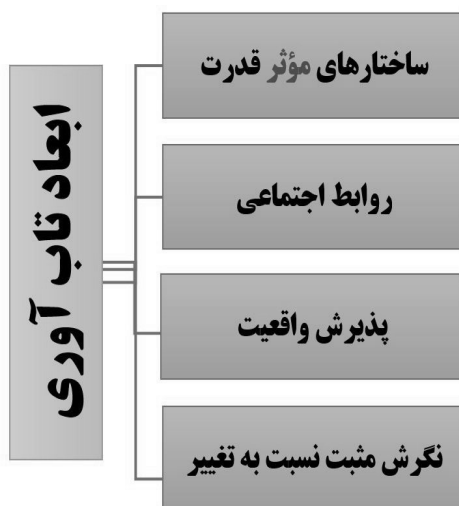 ابعاد تاب آوری
ساختارهای مؤثر قدرت
روابط اجتماعی
پذیرش واقعیت
نگرش مثبت نسبت به تغییر